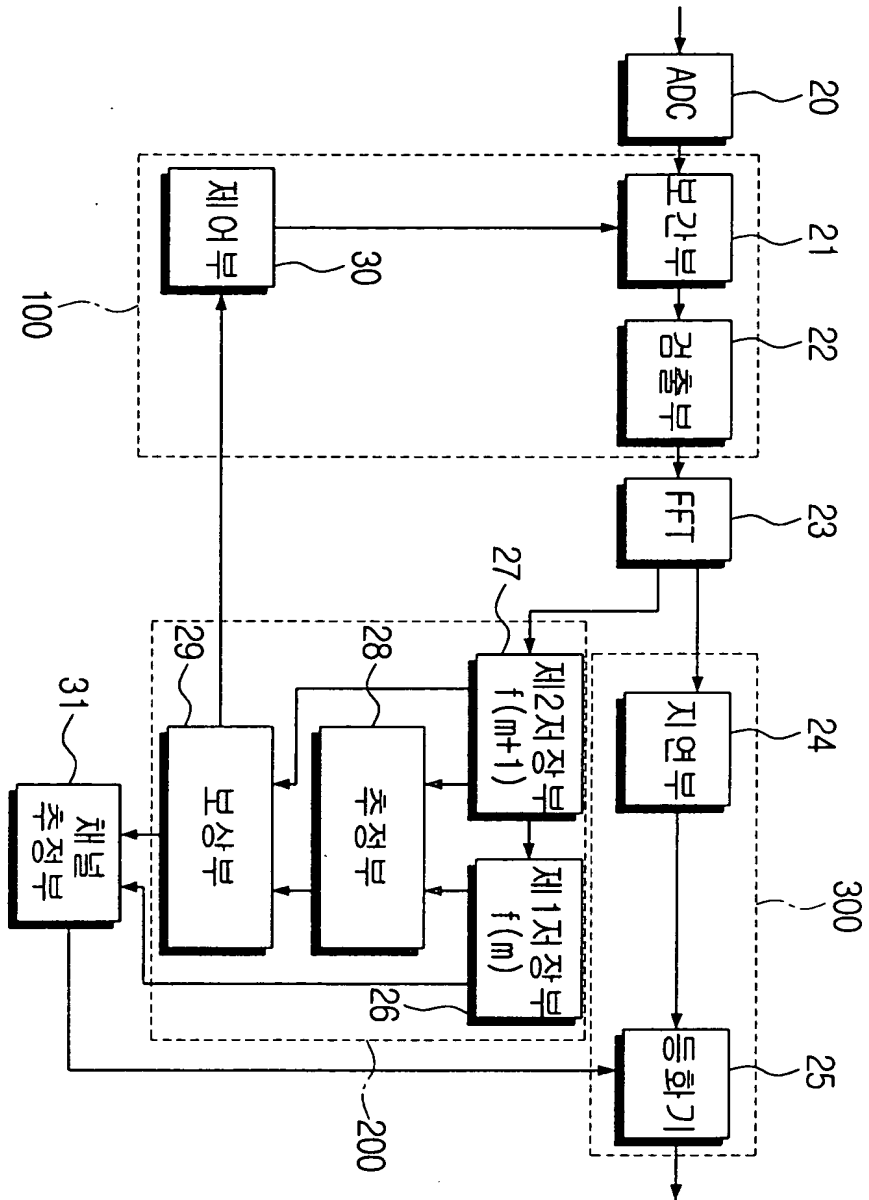 20
ADC
21
보간부
22
검출부
23
FFT
24
지연부
25
등화기
300
27
제2저장부
f(m+1)
제1저장부
f(m)
26
28
추정부
29
보상부
200
30
제어부
100
31
채널
추정부